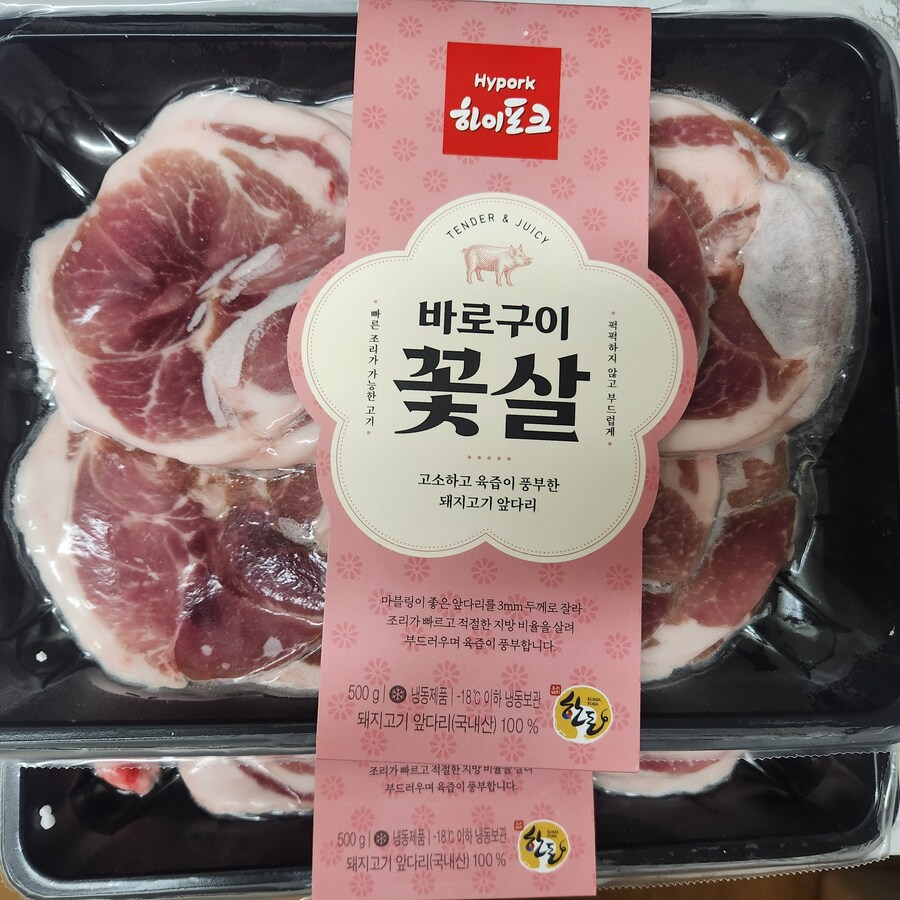 Hypork
하이포크
TENDER & JUICY
바로구이
꽃살
빠른 조리가 가능한 고기
퍽퍽하지 않고 부드럽게
고소하고 육즙이 풍부한
돼지고기 앞다리
마블링이 좋은 앞다리를 3mm 두께로 잘라
조리가 빠르고 적절한 지방 비율을 살려
부드러우며 육즙이 풍부합니다.
500 g | 냉동제품 | -18℃ 이하 냉동보관
돼지고기 앞다리(국내산) 100 %
한돈
조리가 빠르고 적절한 지방 비율을 살려
부드러우며 육즙이 풍부합니다.
500 g | 냉동제품 | -18℃ 이하 냉동보관
돼지고기 앞다리(국내산) 100 %
한돈